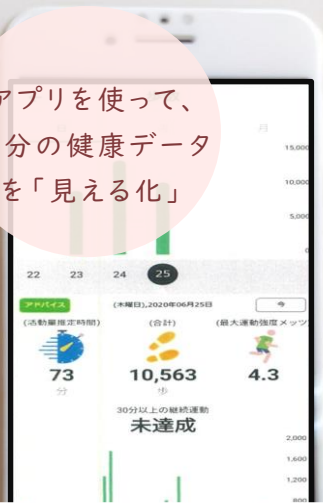 アプリを使って、
分の健康データ
を「見える化」
月
15,000
10,000
5,000
0
22 23 24 25
アドバイス (木曜日),2020年06月25日 今
(活動量推定時間) (合計) (最大運動強度メッツ
73 10,563 4.3
分 歩
30分以上の継続運動
未達成
2,000
1,600
1,200
800